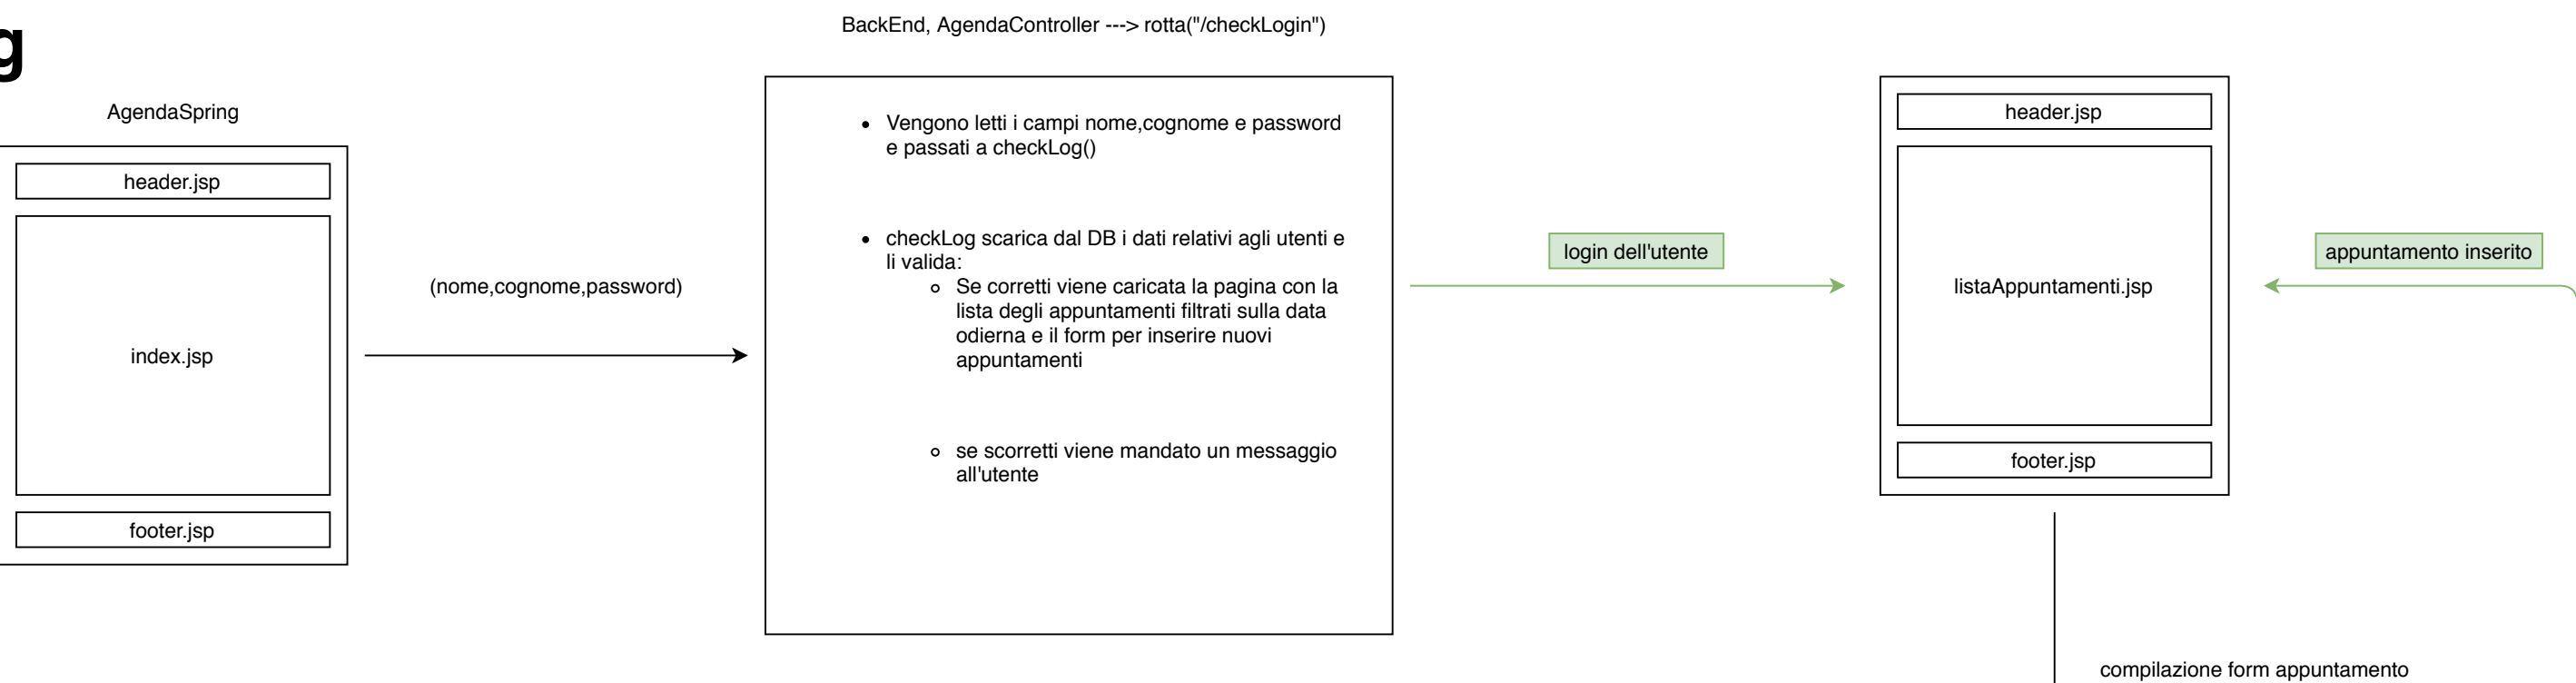 g
BackEnd, AgendaController ---> rotta("/checkLogin")
AgendaSpring
header.jsp
index.jsp
footer.jsp
(nome,cognome,password)
Vengono letti i campi nome,cognome e password
e passati a checkLog()
checkLog scarica dal DB i dati relativi agli utenti e
li valida:
Se corretti viene caricata la pagina con la
lista degli appuntamenti filtrati sulla data
odierna e il form per inserire nuovi
appuntamenti
se scorretti viene mandato un messaggio
all'utente
login dell'utente
header.jsp
listaAppuntamenti.jsp
footer.jsp
appuntamento inserito
compilazione form appuntamento